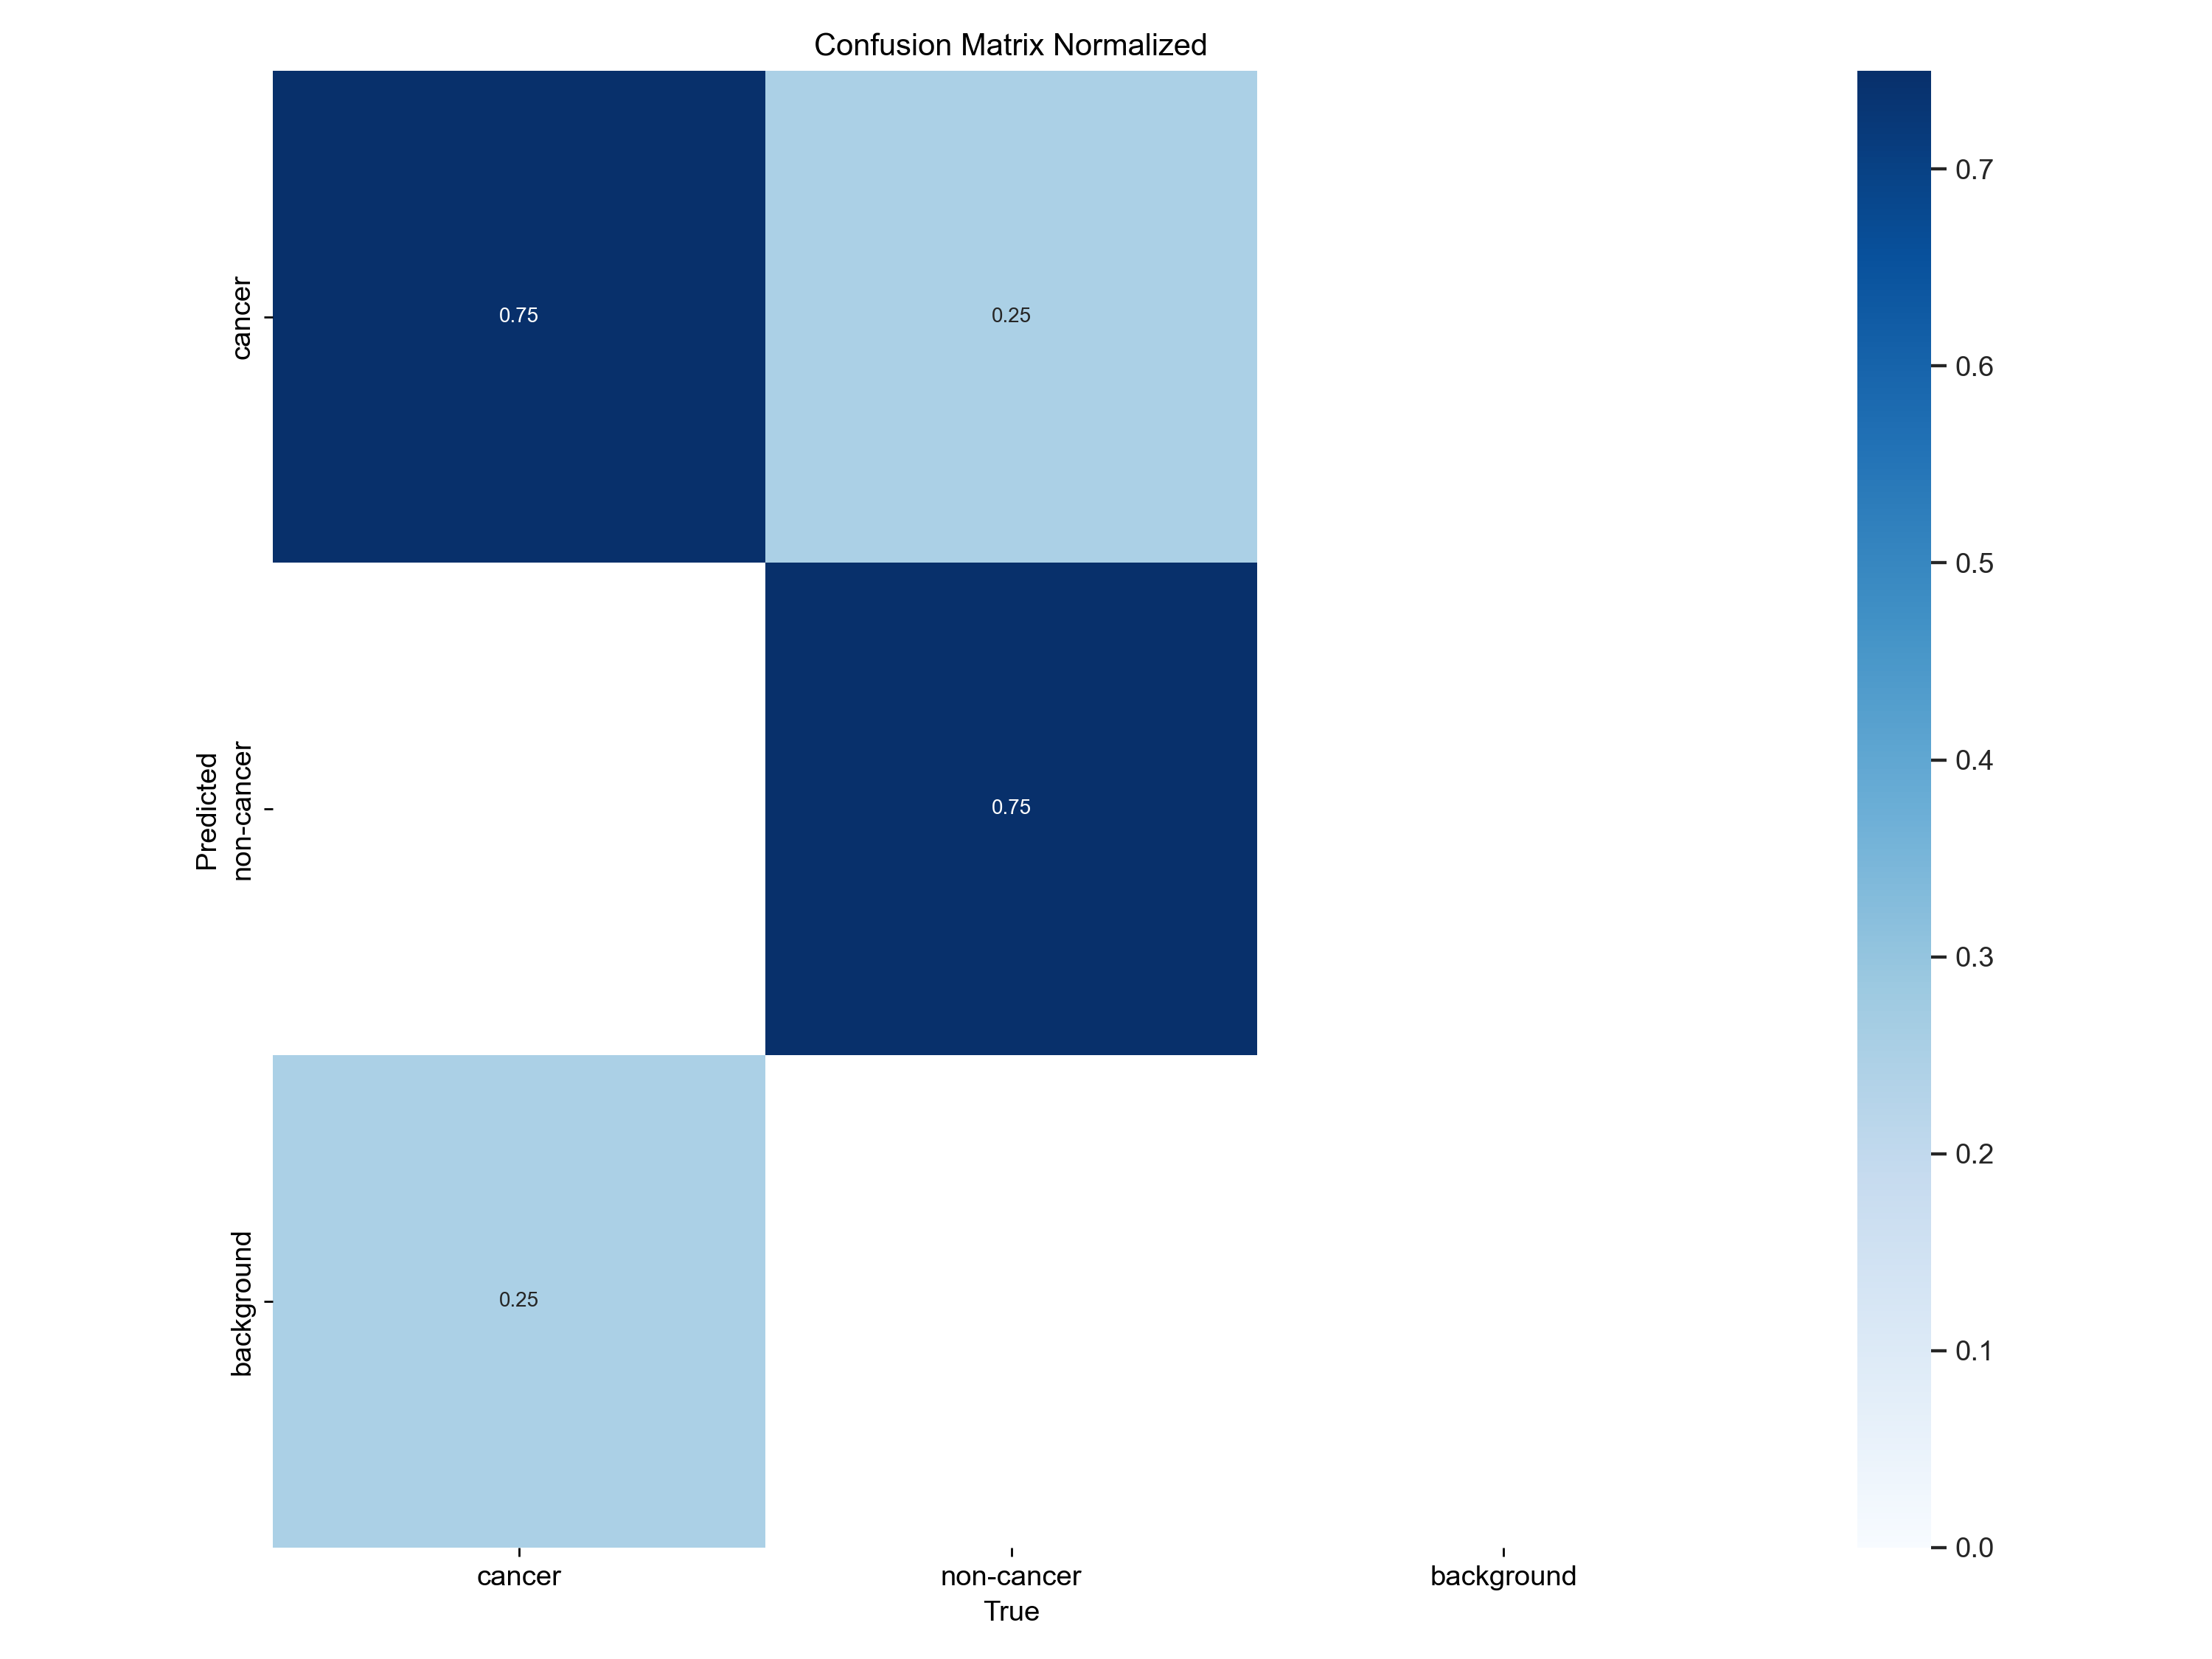 Confusion Matrix Normalized
cancer
0.75
0.25
Predicted
non-cancer
0.75
background
0.25
cancer
non-cancer
background
True
0.7
0.6
0.5
0.4
0.3
0.2
0.1
0.0